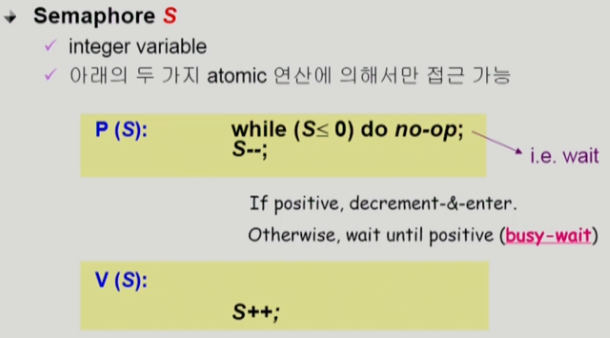 Semaphore S
✓ integer variable
✓ 아래의 두 가지 atomic 연산에 의해서만 접근 가능
P (S): while (S≤ 0) do no-op;
S--;
i.e. wait
If positive, decrement-&-enter.
Otherwise, wait until positive (busy-wait)
V (S):
S++;